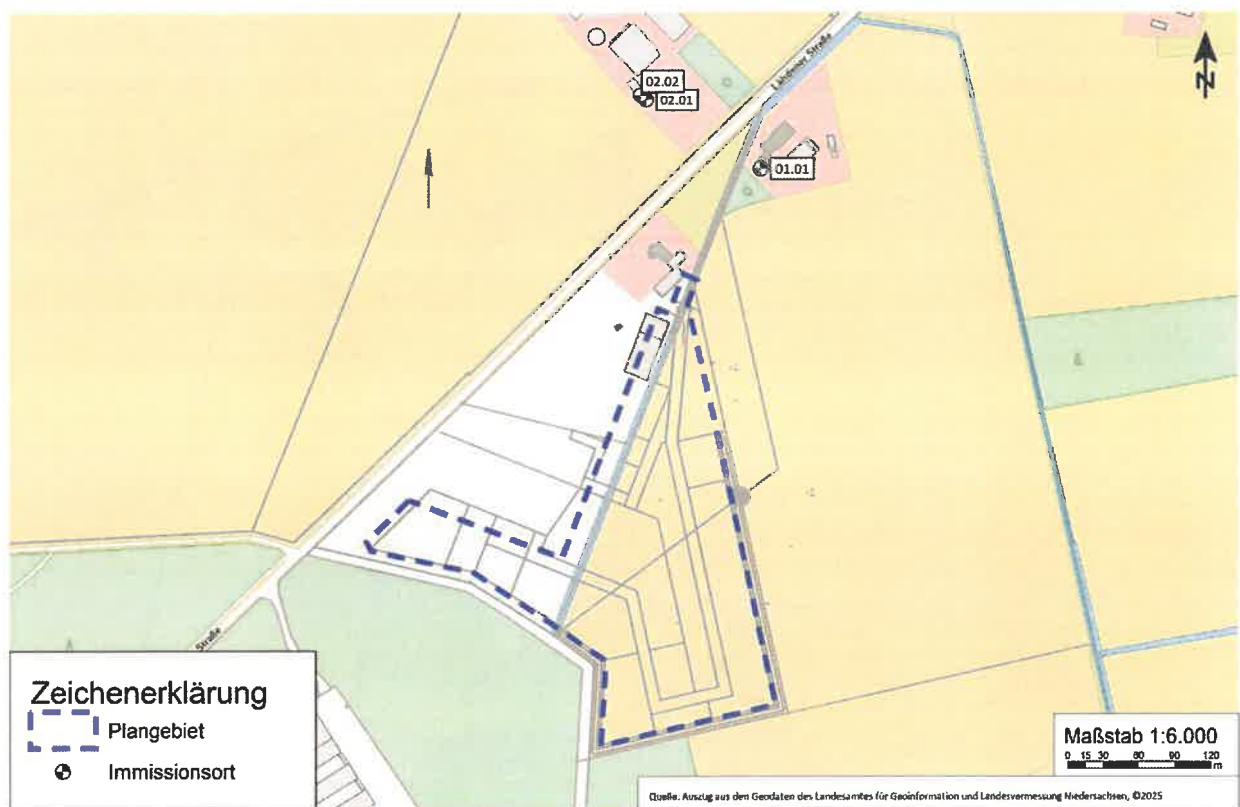 02.02
02.01
Lähdener Straße
N
01.01
Straße
Zeichenerklärung
Plangebiet
Immissionsort
Maßstab 1:6.000
0 15 30 60 90 120
m
Quelle: Auszug aus den Geodaten des Landesamtes für Geoinformation und Landesvermessung Niedersachsen, ©2025